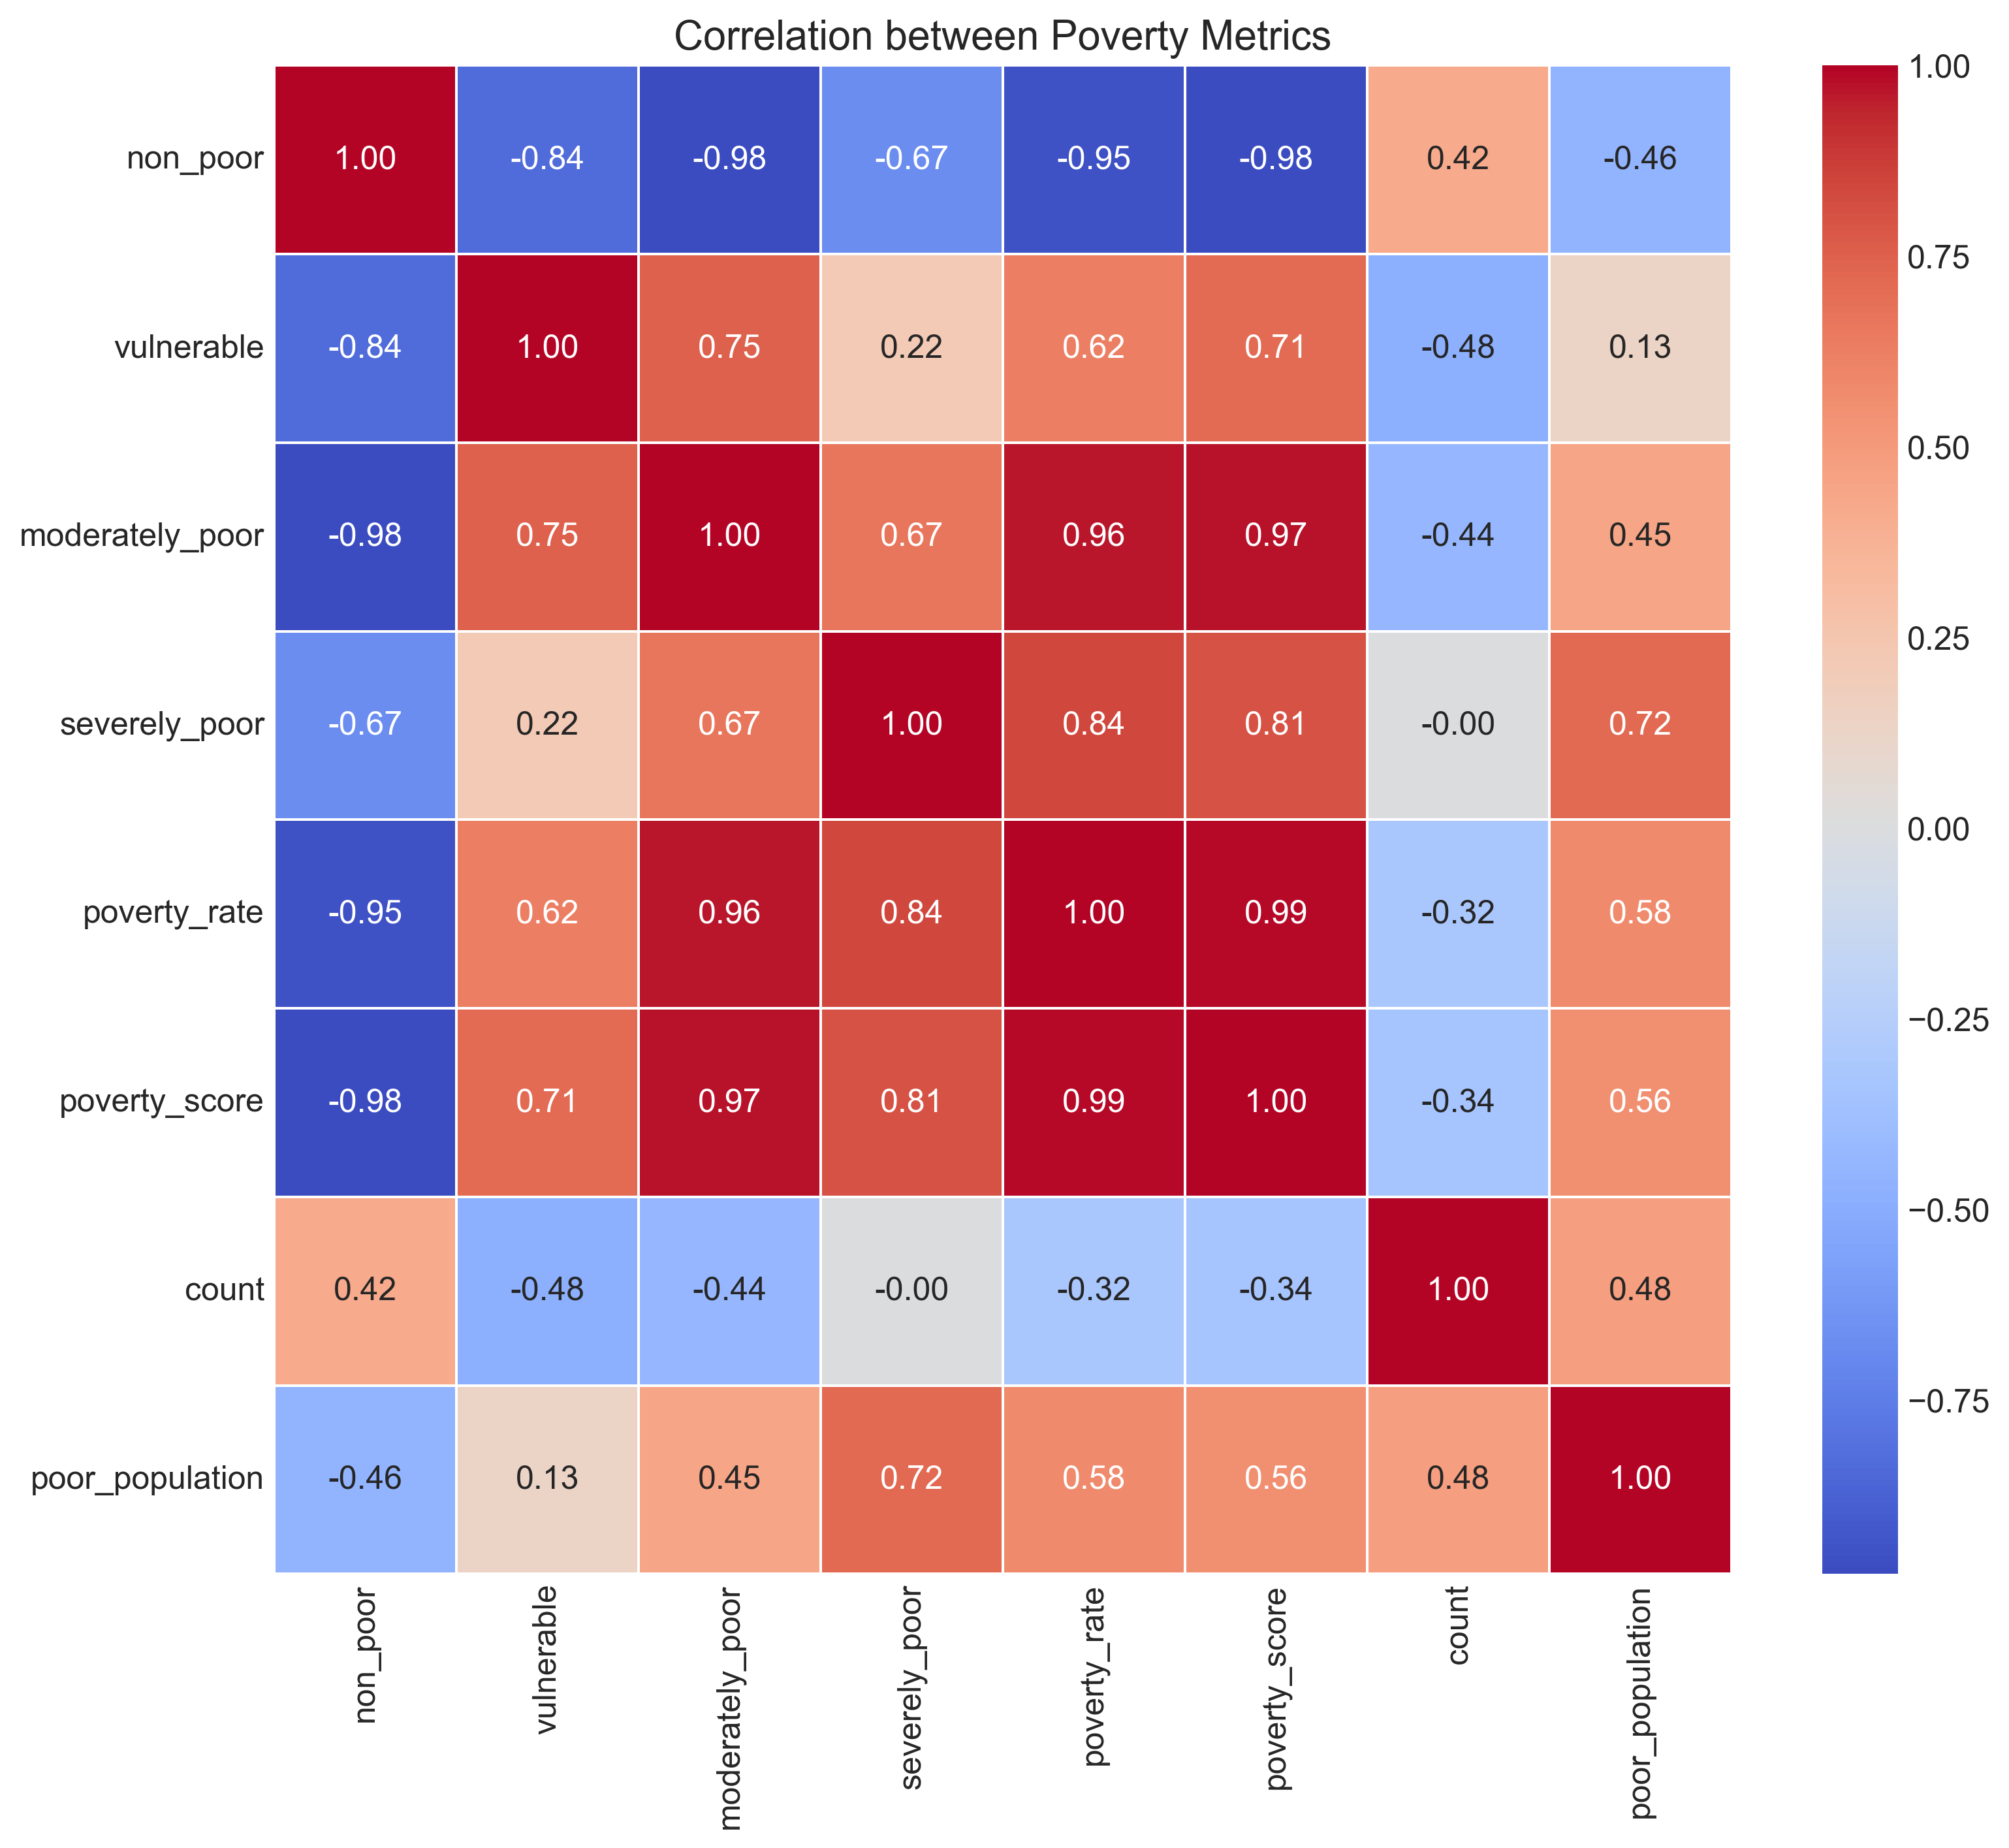 Correlation between Poverty Metrics
non_poor 1.00 -0.84 -0.98 -0.67 -0.95 -0.98 0.42 -0.46
vulnerable -0.84 1.00 0.75 0.22 0.62 0.71 -0.48 0.13
moderately_poor -0.98 0.75 1.00 0.67 0.96 0.97 -0.44 0.45
severely_poor -0.67 0.22 0.67 1.00 0.84 0.81 -0.00 0.72
poverty_rate -0.95 0.62 0.96 0.84 1.00 0.99 -0.32 0.58
poverty_score -0.98 0.71 0.97 0.81 0.99 1.00 -0.34 0.56
count 0.42 -0.48 -0.44 -0.00 -0.32 -0.34 1.00 0.48
poor_population -0.46 0.13 0.45 0.72 0.58 0.56 0.48 1.00
non_poor
vulnerable
moderately_poor
severely_poor
poverty_rate
poverty_score
count
poor_population
1.00
0.75
0.50
0.25
0.00
−0.25
−0.50
−0.75